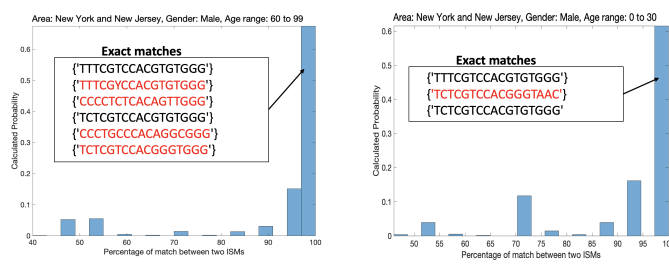 Area: New York and New Jersey, Gender: Male, Age range: 60 to 99
Exact matches
{'TTTCGTCCACGTGTGGG'}
{'TTTCGYCCACGTGTGGG'}
{'CCCCTCTCACAGTTGGG'}
{'TCTCGTCCACGTGTGGG'}
{'CCCTGCCCACAGGCGGG'}
{'TCTCGTCCACGGGTGGG'}
Calculated Probability
0.6
0.5
0.4
0.3
0.2
0.1
0
40 50 60 70 80 90 100
Percentage of match between two ISMs
Area: New York and New Jersey, Gender: Male, Age range: 0 to 30
Exact matches
{'TTTCGTCCACGTGTGGG'}
{'TCTCGTCCACGGGTAAC'}
{'TCTCGTCCACGTGTGGG'
Calculated Probability
0.6
0.5
0.4
0.3
0.2
0.1
0
50 55 60 65 70 75 80 85 90 95 100
Percentage of match between two ISMs